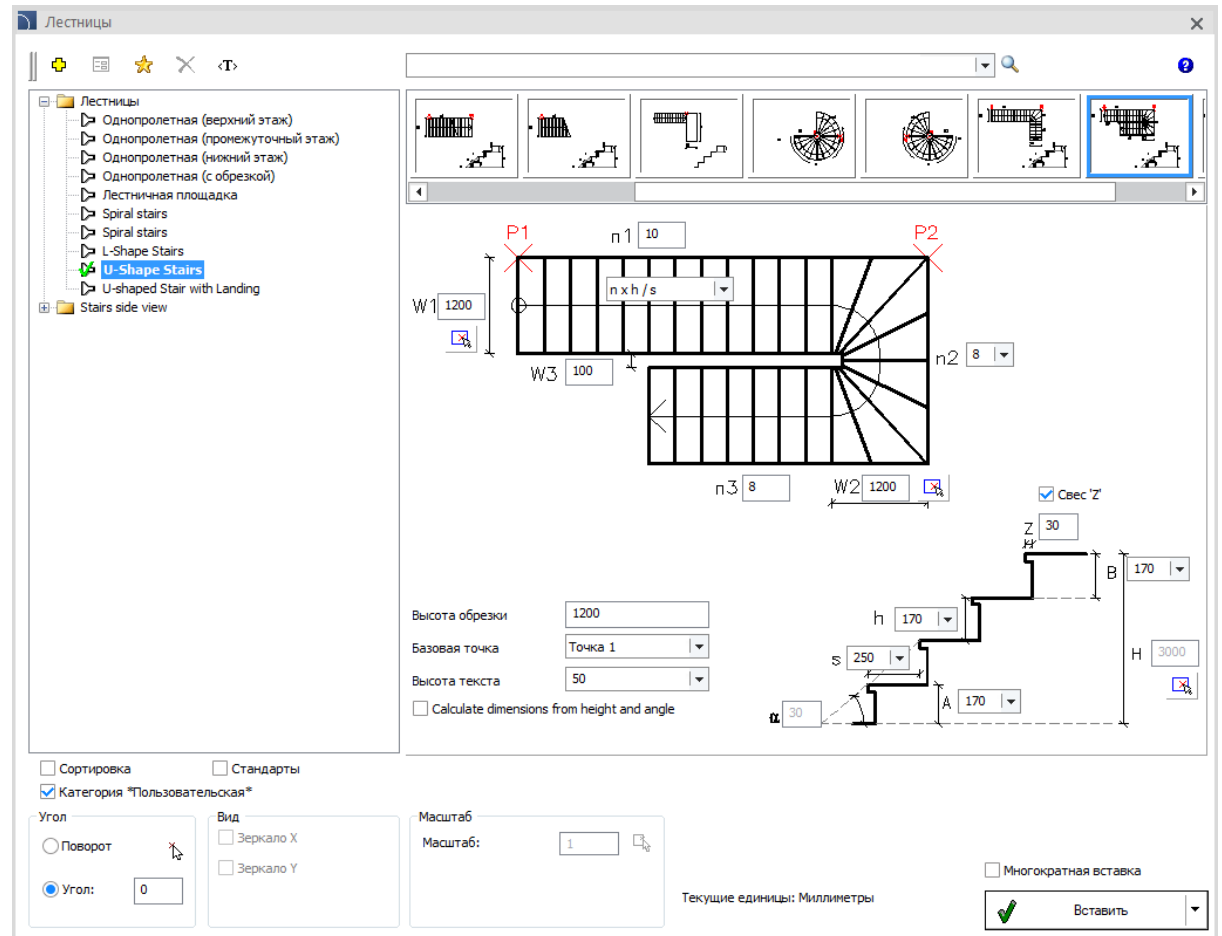 Лестницы
<T>
Лестницы
Однопролетная (верхний этаж)
Однопролетная (промежуточный этаж)
Однопролетная (нижний этаж)
Однопролетная (с обрезкой)
Лестничная площадка
Spiral stairs
Spiral stairs
L-Shape Stairs
U-Shape Stairs
U-shaped Stair with Landing
Stairs side view
P1
п1 10
P2
n x h / s
W1 1200
W3 100
n2 8
п3 8
W2 1200
Свес 'Z'
Z 30
B 170
h 170
s 250
H 3000
A 170
α 30
Высота обрезки 1200
Базовая точка Точка 1
Высота текста 50
Calculate dimensions from height and angle
Сортировка Стандарты
Категория *Пользовательская*
Угол
Поворот
Угол: 0
Вид
Зеркало X
Зеркало Y
Масштаб
Масштаб: 1
Текущие единицы: Миллиметры
Многократная вставка
Вставить